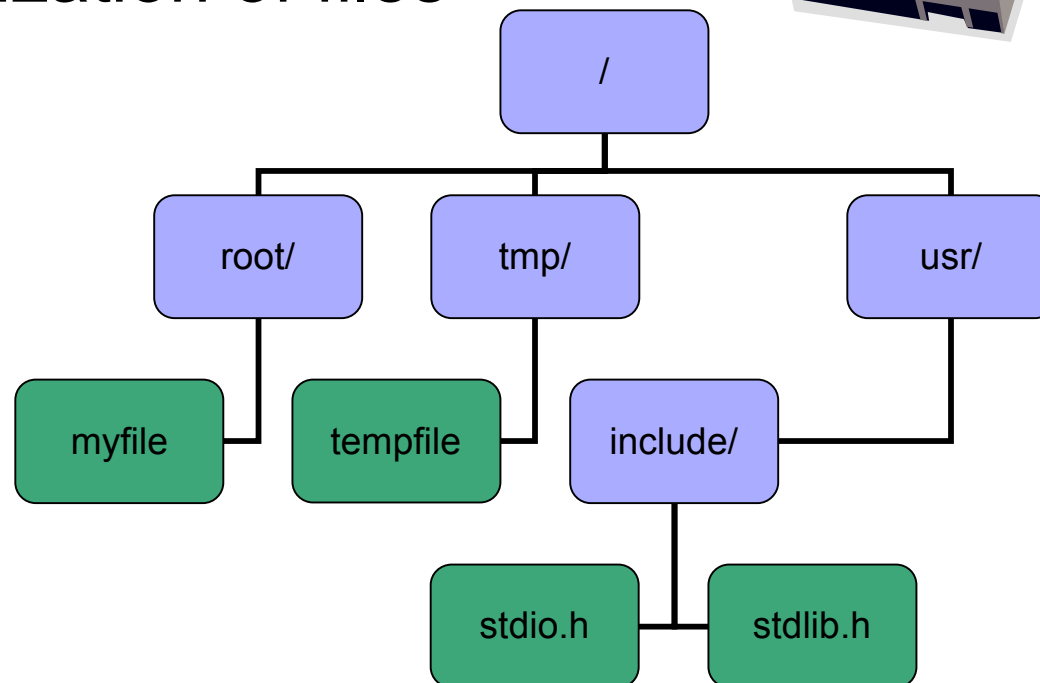 /
root/
tmp/
usr/
myfile
tempfile
include/
stdio.h
stdlib.h